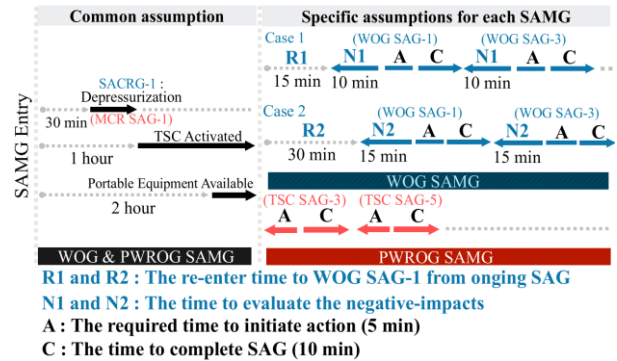 Common assumption
Specific assumptions for each SAMG
SAMG Entry
SACRG-1 :
Depressurization
30 min
(MCR SAG-1)
TSC Activated
1 hour
Portable Equipment Available
2 hour
WOG & PWROG SAMG
Case 1
(WOG SAG-1)
(WOG SAG-3)
R1 N1 A C N1 A C
15 min 10 min 10 min
Case 2
(WOG SAG-1)
(WOG SAG-3)
R2 N2 A C N2 A C
30 min 15 min 15 min
WOG SAMG
(TSC SAG-3) (TSC SAG-5)
A C A C
PWROG SAMG
R1 and R2 : The re-enter time to WOG SAG-1 from onging SAG
N1 and N2 : The time to evaluate the negative-impacts
A : The required time to initiate action (5 min)
C : The time to complete SAG (10 min)